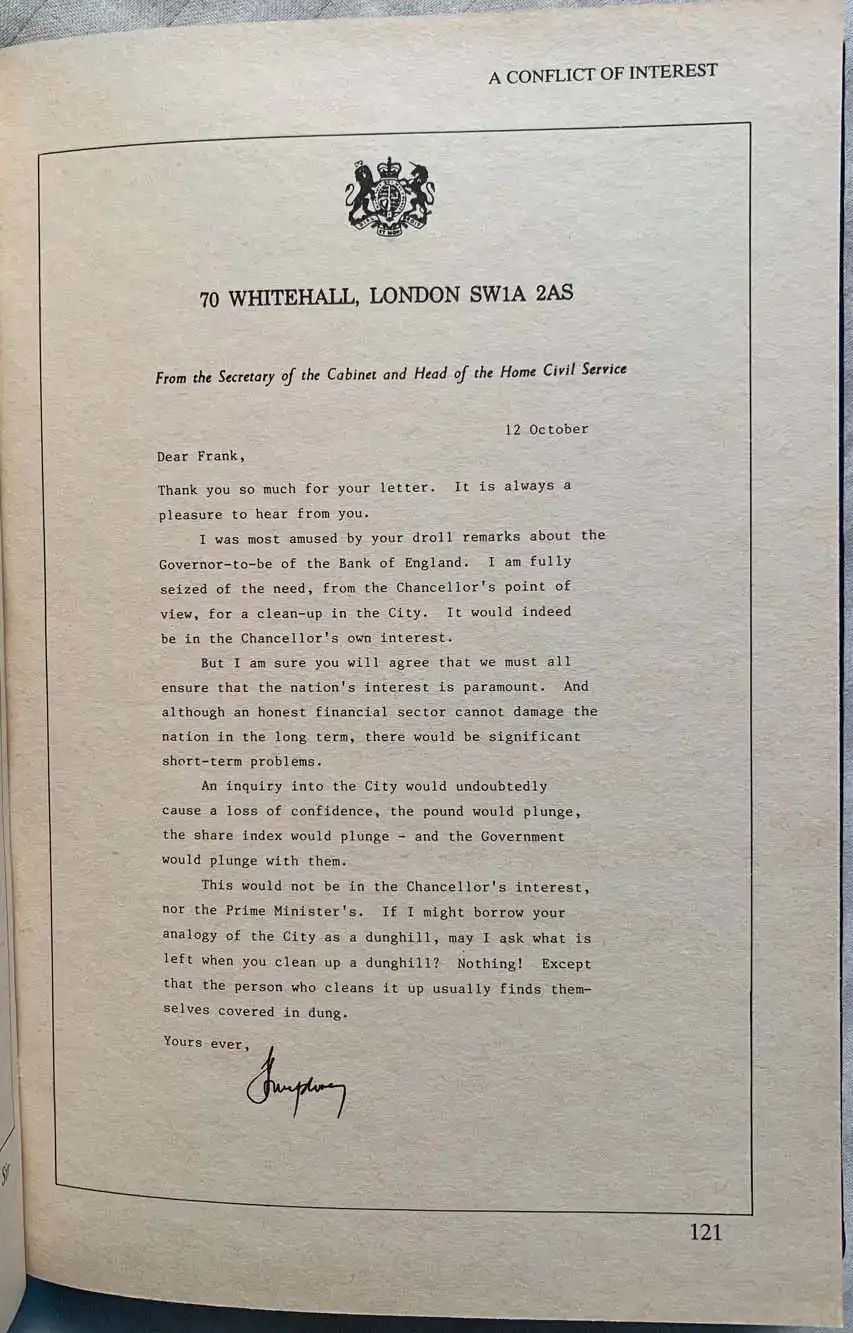 A CONFLICT OF INTEREST
70 WHITEHALL, LONDON SW1A 2AS
From the Secretary of the Cabinet and Head of the Home Civil Service
12 October
Dear Frank,
Thank you so much for your letter. It is always a
pleasure to hear from you.
I was most amused by your droll remarks about the
Governor-to-be of the Bank of England. I am fully
seized of the need, from the Chancellor's point of
view, for a clean-up in the City. It would indeed
be in the Chancellor's own interest.
But I am sure you will agree that we must all
ensure that the nation's interest is paramount. And
although an honest financial sector cannot damage the
nation in the long term, there would be significant
short-term problems.
An inquiry into the City would undoubtedly
cause a loss of confidence, the pound would plunge,
the share index would plunge - and the Government
would plunge with them.
This would not be in the Chancellor's interest,
nor the Prime Minister's. If I might borrow your
analogy of the City as a dunghill, may I ask what is
left when you clean up a dunghill? Nothing! Except
that the person who cleans it up usually finds them-
selves covered in dung.
Yours ever,
Humphrey
121